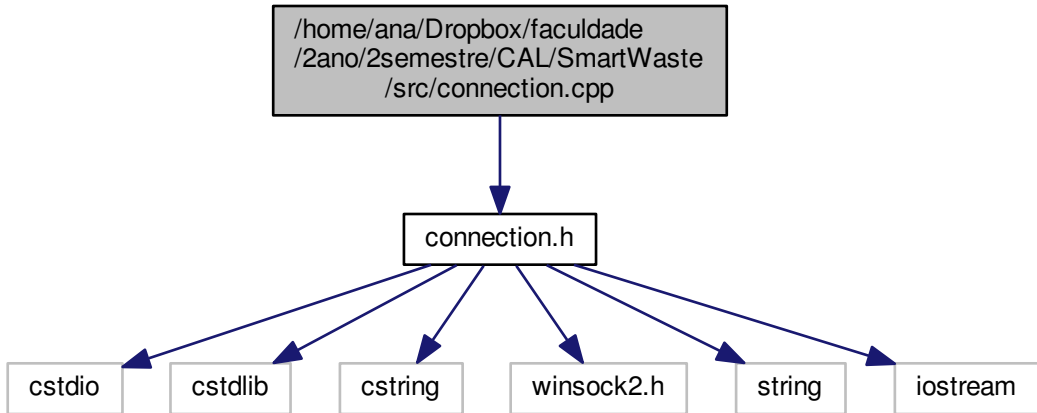 /home/ana/Dropbox/faculdade
/2ano/2semestre/CAL/SmartWaste
/src/connection.cpp
connection.h
cstdio
cstdlib
cstring
winsock2.h
string
iostream